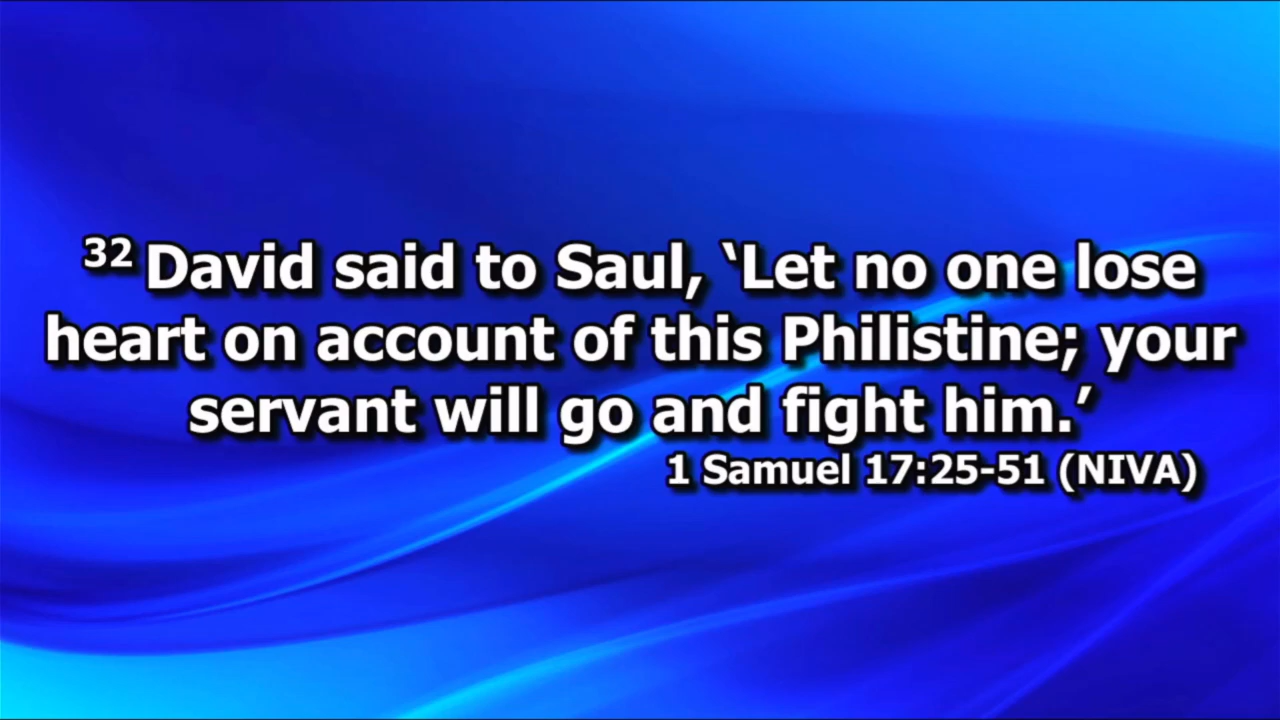 32 David said to Saul, ‘Let no one lose
heart on account of this Philistine; your
servant will go and fight him.’
1 Samuel 17:25-51 (NIVA)